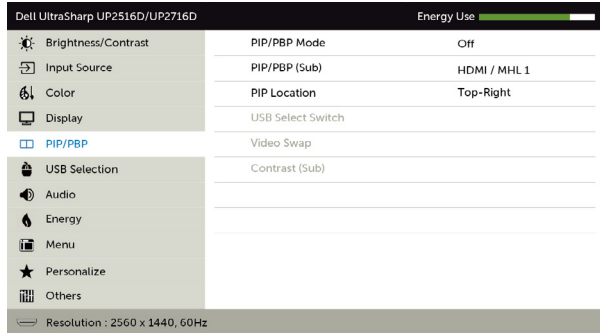 Dell UltraSharp UP2516D/UP2716D Energy Use
Brightness/Contrast PIP/PBP Mode Off
Input Source PIP/PBP (Sub) HDMI / MHL 1
Color PIP Location Top-Right
Display USB Select Switch
PIP/PBP Video Swap
USB Selection Contrast (Sub)
Audio
Energy
Menu
Personalize
Others
Resolution : 2560 x 1440, 60Hz